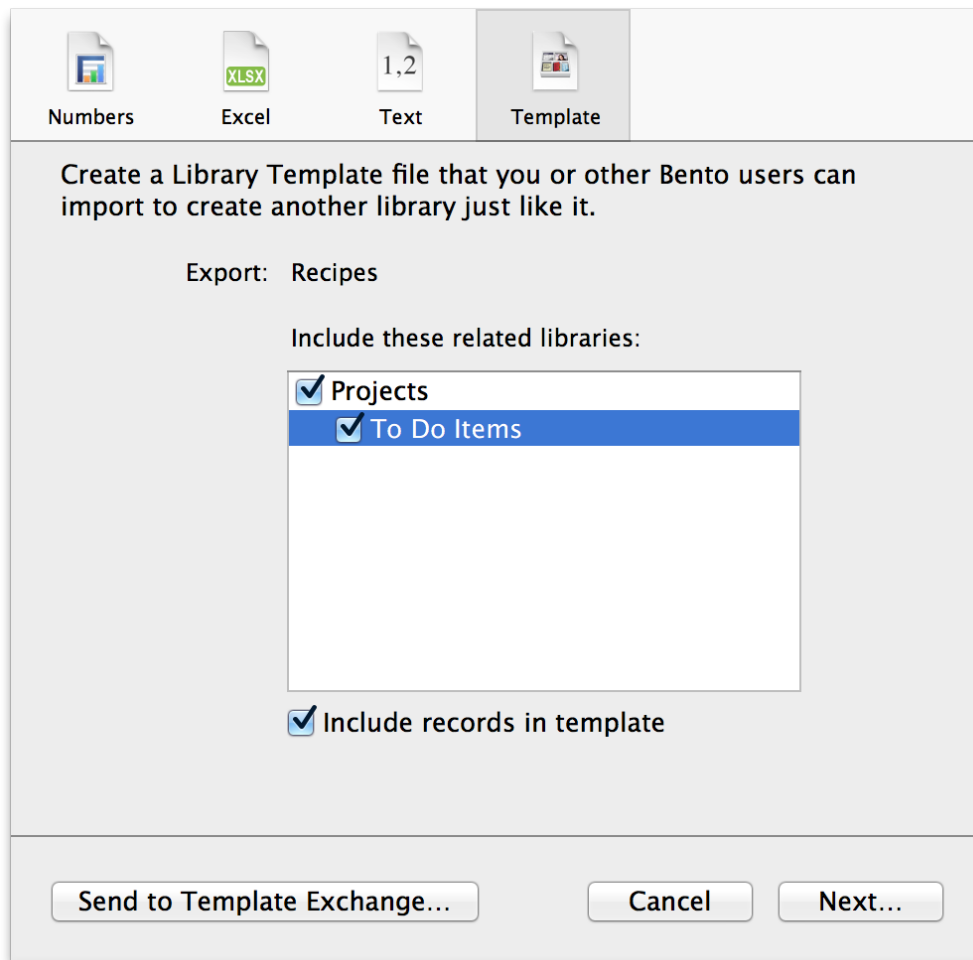 XLSX
1,2
Numbers
Excel
Text
Template
Create a Library Template file that you or other Bento users can
import to create another library just like it.
Export: Recipes
Include these related libraries:
Projects
To Do Items
Include records in template
Send to Template Exchange...
Cancel
Next...